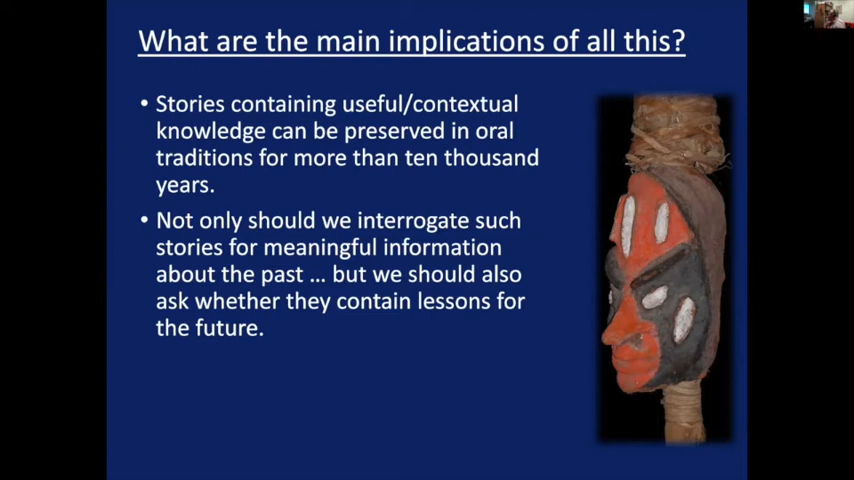 What are the main implications of all this?
• Stories containing useful/contextual
knowledge can be preserved in oral
traditions for more than ten thousand
years.
• Not only should we interrogate such
stories for meaningful information
about the past … but we should also
ask whether they contain lessons for
the future.